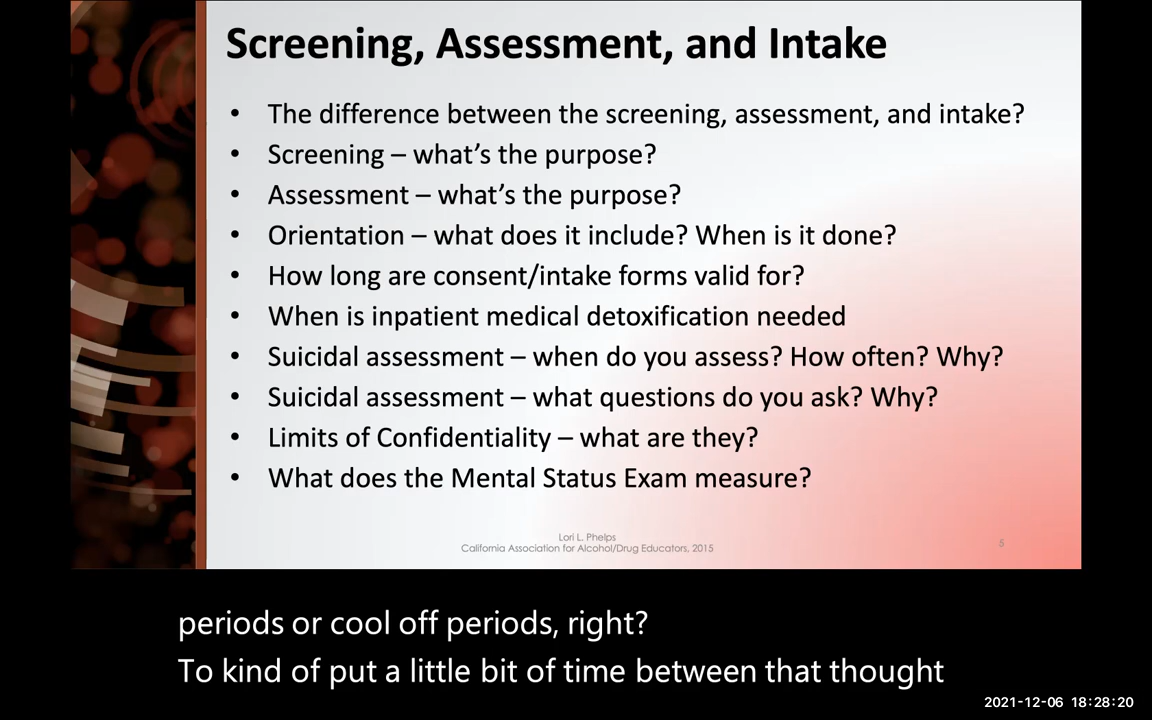 Screening, Assessment, and Intake
• The difference between the screening, assessment, and intake?
• Screening – what's the purpose?
• Assessment – what's the purpose?
• Orientation – what does it include? When is it done?
• How long are consent/intake forms valid for?
• When is inpatient medical detoxification needed
• Suicidal assessment – when do you assess? How often? Why?
• Suicidal assessment – what questions do you ask? Why?
• Limits of Confidentiality – what are they?
• What does the Mental Status Exam measure?
Lori L. Phelps
California Association for Alcohol/Drug Educators, 2015
5
periods or cool off periods, right?
To kind of put a little bit of time between that thought
2021-12-06 18:28:20